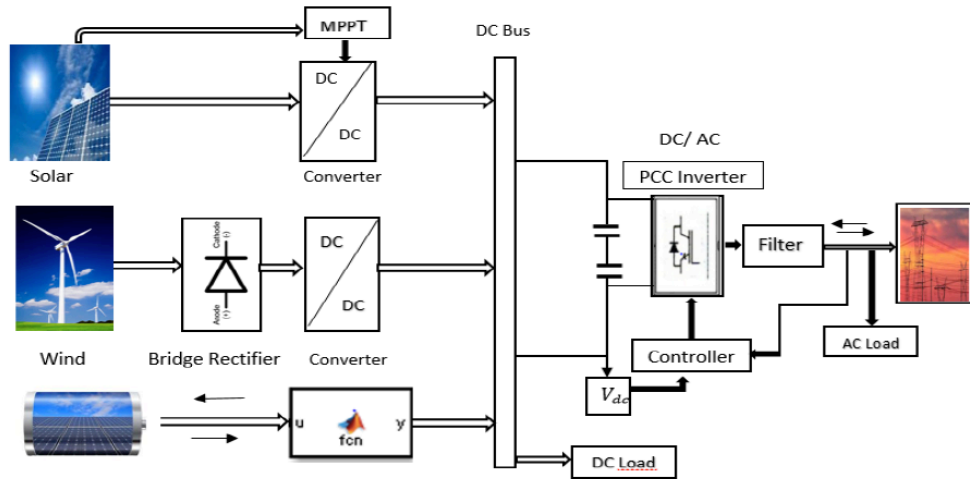 MPPT
DC Bus
DC
DC
Solar
Converter
DC/ AC
PCC Inverter
Filter
Cathode
(-)
Anode
(+)
DC
DC
Wind
Bridge Rectifier
Converter
Controller
AC Load
V_dc
u
fcn
y
DC Load